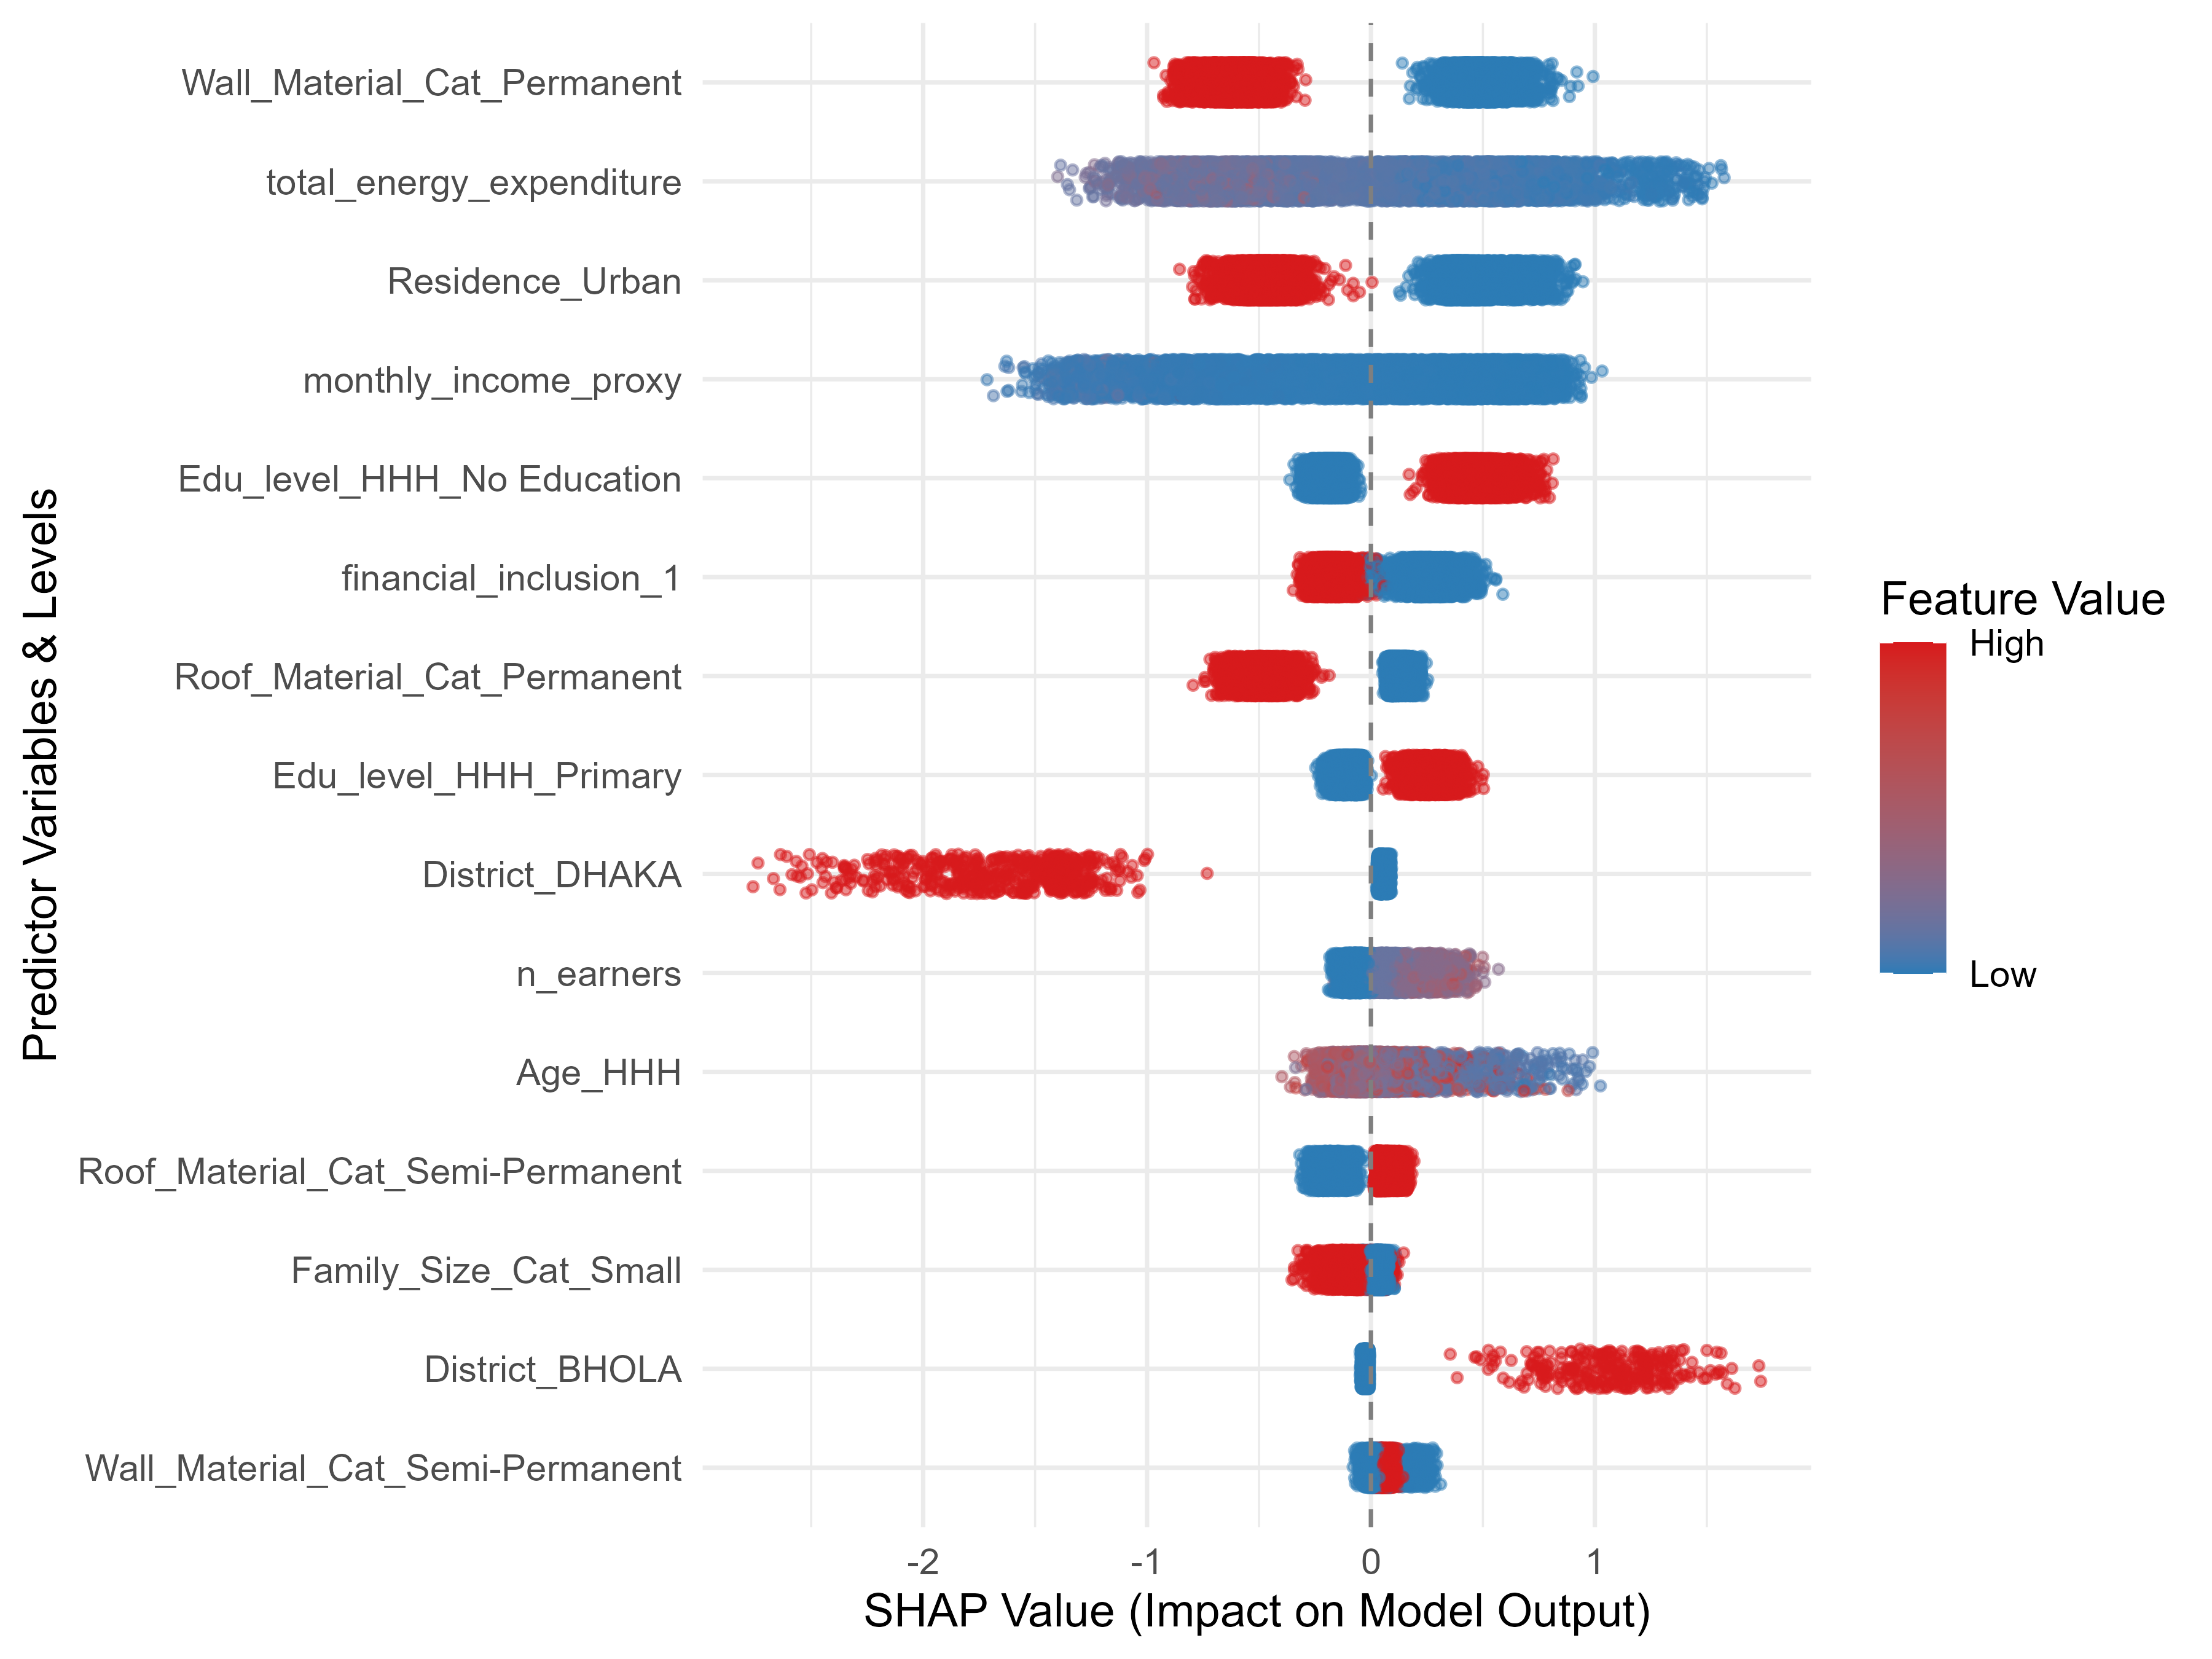 Predictor Variables & Levels
Wall_Material_Cat_Permanent
total_energy_expenditure
Residence_Urban
monthly_income_proxy
Edu_level_HHH_No Education
financial_inclusion_1
Roof_Material_Cat_Permanent
Edu_level_HHH_Primary
District_DHAKA
n_earners
Age_HHH
Roof_Material_Cat_Semi-Permanent
Family_Size_Cat_Small
District_BHOLA
Wall_Material_Cat_Semi-Permanent
-2 -1 0 1
SHAP Value (Impact on Model Output)
Feature Value
High
Low